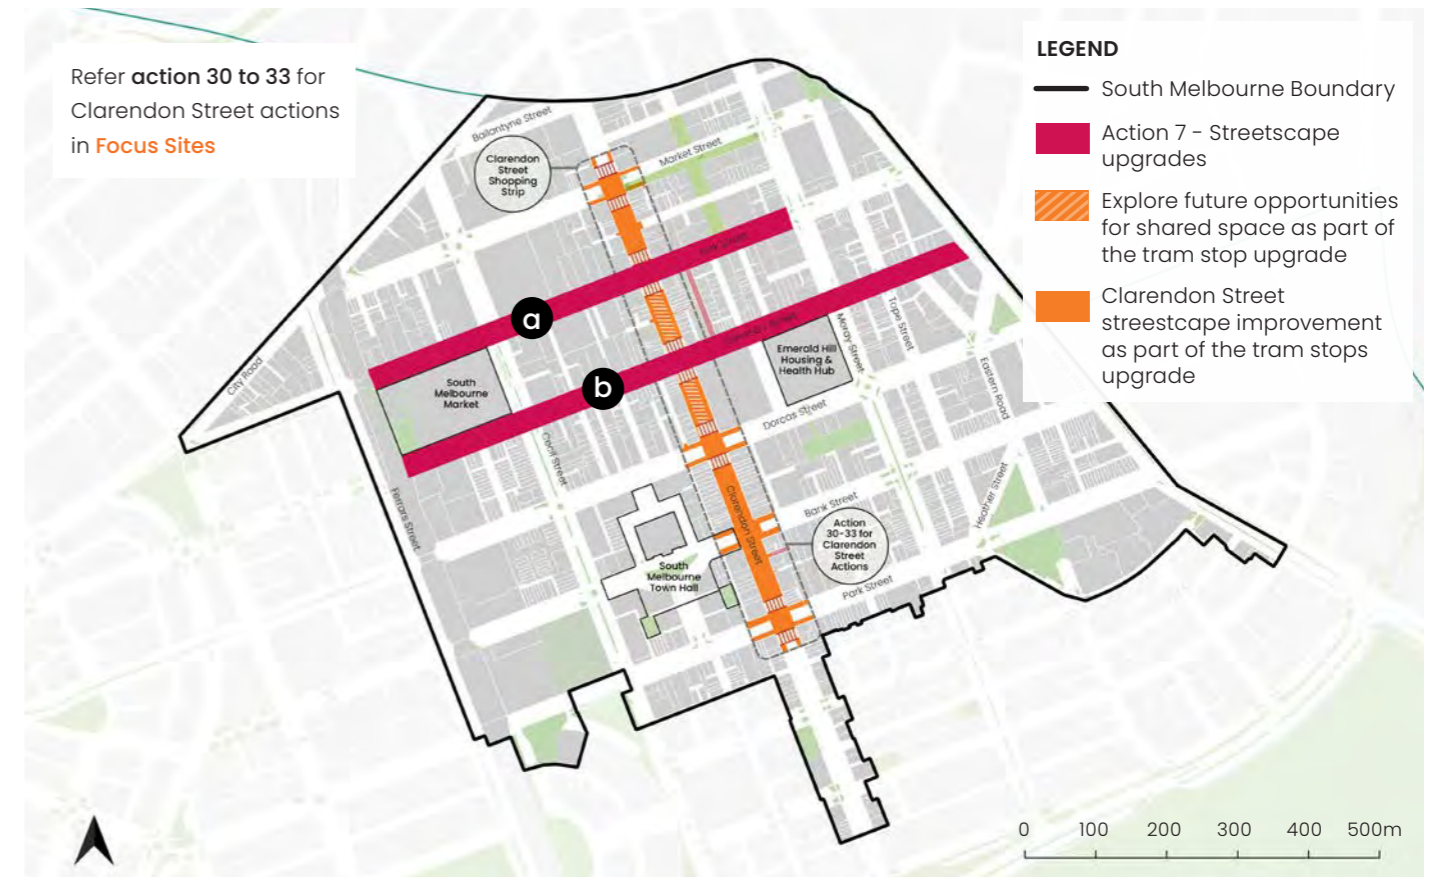 Refer action 30 to 33 for
Clarendon Street actions
in Focus Sites
LEGEND
South Melbourne Boundary
Action 7 - Streetscape
upgrades
Explore future opportunities
for shared space as part of
the tram stop upgrade
Clarendon Street
streestcape improvement
as part of the tram stops
upgrade
Ballantyne Street
Clarendon
Street
Shopping
Strip
Market Street
York Street
a
b
City Road
South
Melbourne
Market
Cecil Street
Ferrars Street
Emerald Hill
Housing &
Health Hub
Moray Street
Tope Street
Eastern Road
Dorcas Street
Clarendon Street
Bank Street
Heather Street
Action
30-33 for
Clarendon
Street
Actions
South
Melbourne
Town Hall
Park Street
0 100 200 300 400 500m